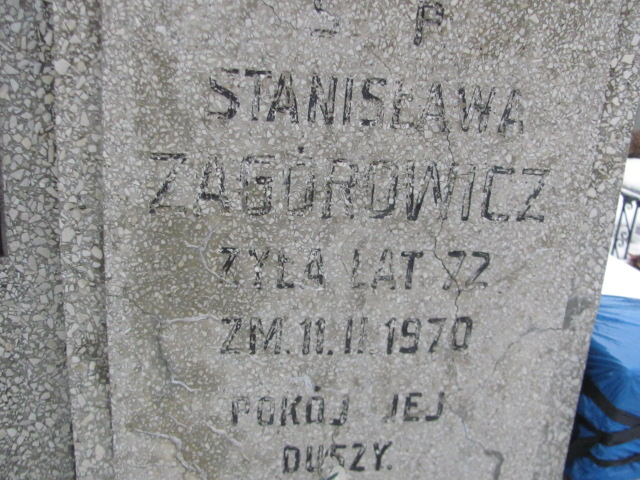 Ś P
STANISŁAWA
ZAGÓROWICZ
ŻYŁA LAT 72
ZM. 11. II. 1970
POKÓJ JEJ
DUSZY.